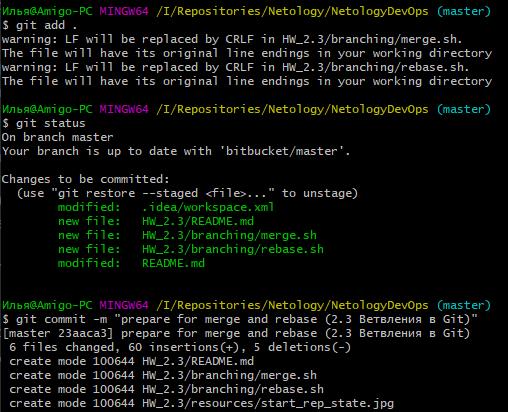 Илья@Amigo-PC MINGW64 /I/Repositories/Netology/NetologyDevOps (master)
$ git add .
warning: LF will be replaced by CRLF in HW_2.3/branching/merge.sh.
The file will have its original line endings in your working directory
warning: LF will be replaced by CRLF in HW_2.3/branching/rebase.sh.
The file will have its original line endings in your working directory
Илья@Amigo-PC MINGW64 /I/Repositories/Netology/NetologyDevOps (master)
$ git status
On branch master
Your branch is up to date with 'bitbucket/master'.
Changes to be committed:
(use "git restore --staged <file>..." to unstage)
modified: .idea/workspace.xml
new file: HW_2.3/README.md
new file: HW_2.3/branching/merge.sh
new file: HW_2.3/branching/rebase.sh
modified: README.md
Илья@Amigo-PC MINGW64 /I/Repositories/Netology/NetologyDevOps (master)
$ git commit -m "prepare for merge and rebase (2.3 Ветвления в Git)"
[master 23aaca3] prepare for merge and rebase (2.3 Ветвления в Git)
6 files changed, 60 insertions(+), 5 deletions(-)
create mode 100644 HW_2.3/README.md
create mode 100644 HW_2.3/branching/merge.sh
create mode 100644 HW_2.3/branching/rebase.sh
create mode 100644 HW_2.3/resources/start_rep_state.jpg